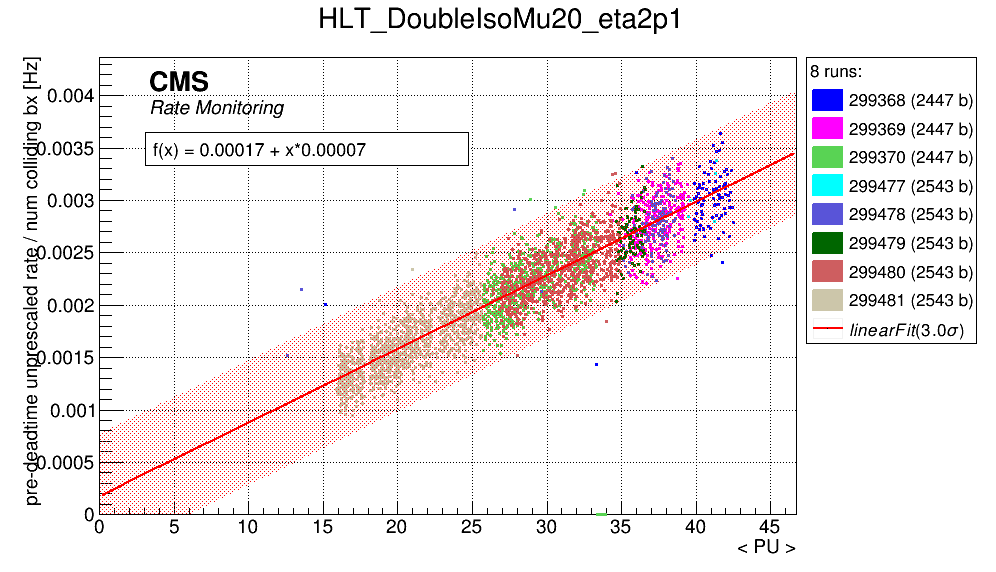 HLT_DoubleIsoMu20_eta2p1
pre-deadtime unprescaled rate / num colliding bx [Hz]
CMS
Rate Monitoring
f(x) = 0.00017 + x*0.00007
0.004
0.0035
0.003
0.0025
0.002
0.0015
0.001
0.0005
0
0 5 10 15 20 25 30 35 40 45
< PU >
8 runs:
299368 (2447 b)
299369 (2447 b)
299370 (2447 b)
299477 (2543 b)
299478 (2543 b)
299479 (2543 b)
299480 (2543 b)
299481 (2543 b)
linearFit(3.0σ)